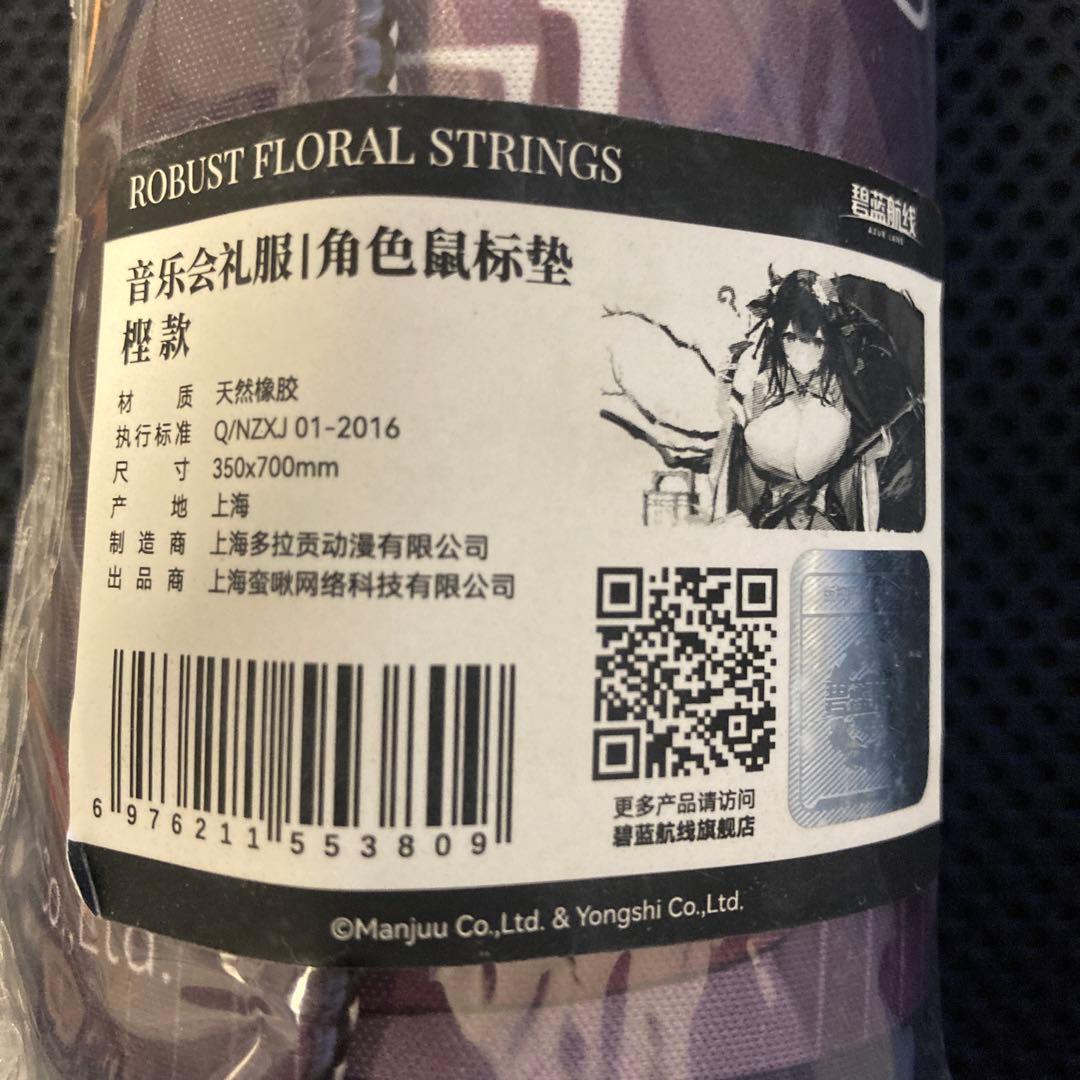 ROBUST FLORAL STRINGS
碧蓝航线
AZUR LANE
音乐会礼服|角色鼠标垫
樫款
材 质 天然橡胶
执行标准 Q/NZXJ 01-2016
尺 寸 350x700mm
产 地 上海
制 造 商 上海多拉贡动漫有限公司
出 品 商 上海蛮啾网络科技有限公司
6 976211 553809
更多产品请访问
碧蓝航线旗舰店
©Manjuu Co.,Ltd. & Yongshi Co.,Ltd.